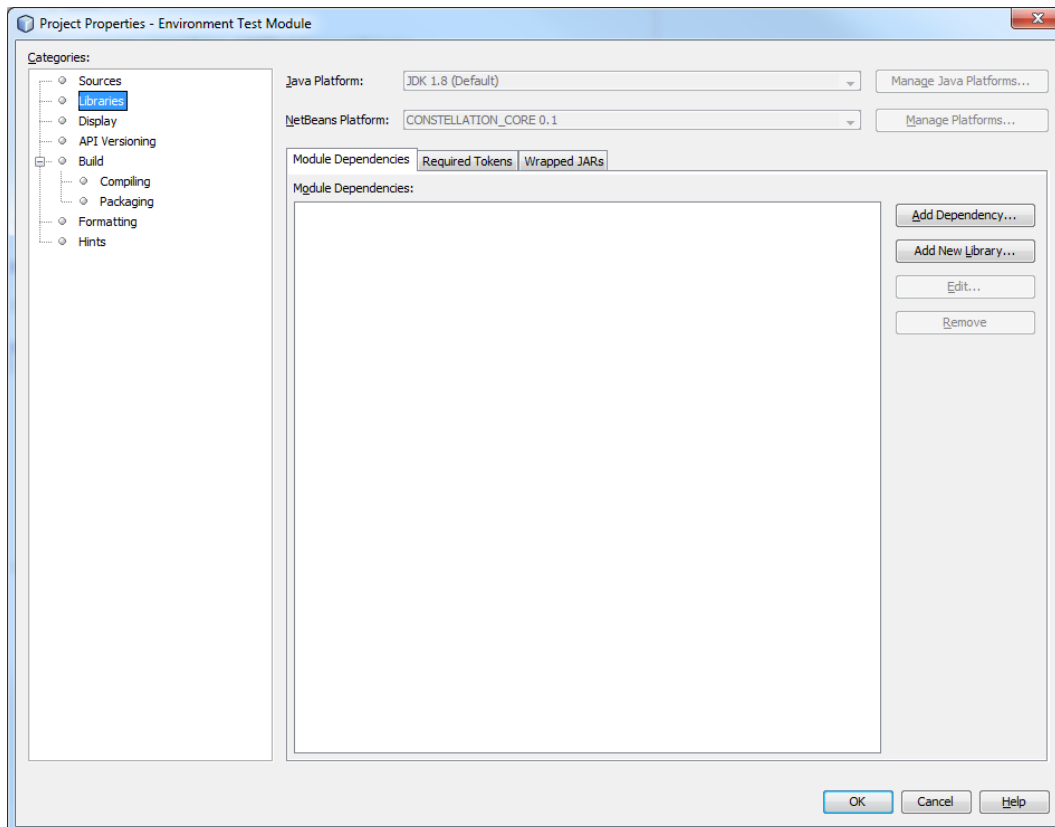 Project Properties - Environment Test Module
Categories:
Sources
Libraries
Display
API Versioning
Build
Compiling
Packaging
Formatting
Hints
Java Platform: JDK 1.8 (Default) Manage Java Platforms...
NetBeans Platform: CONSTELLATION_CORE 0.1 Manage Platforms...
Module Dependencies Required Tokens Wrapped JARs
Module Dependencies:
Add Dependency...
Add New Library...
Edit...
Remove
OK Cancel Help